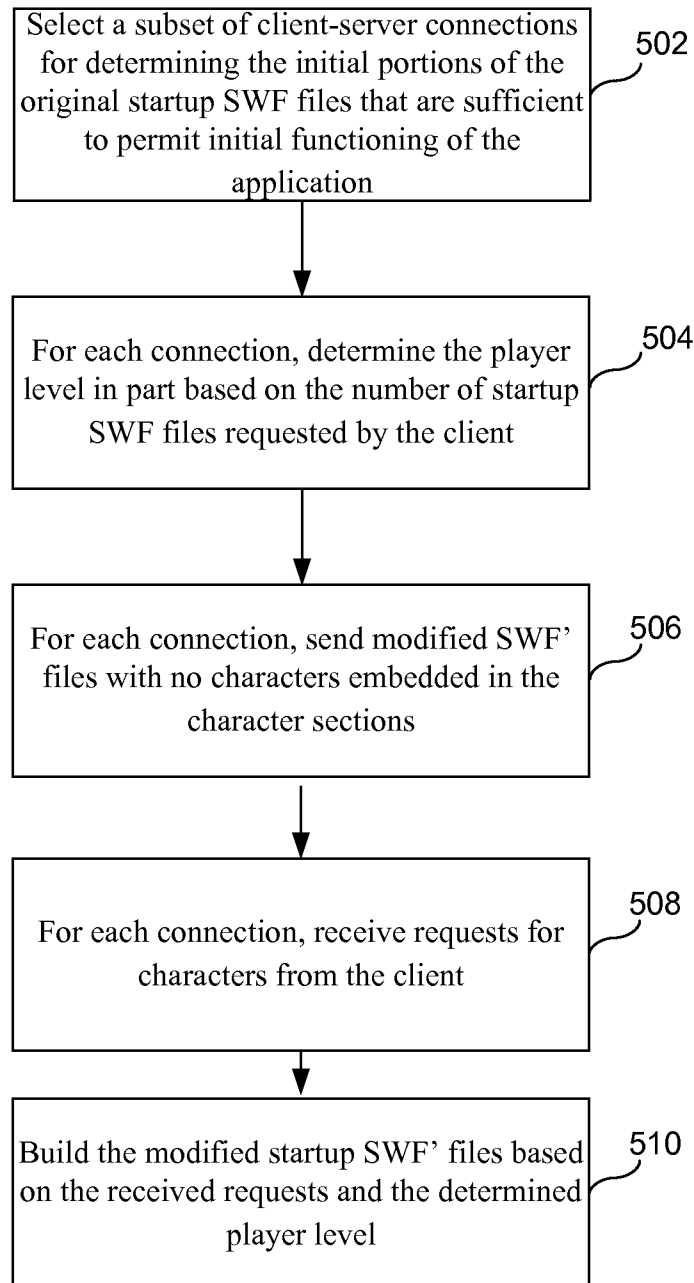 Select a subset of client-server connections
for determining the initial portions of the
original startup SWF files that are sufficient
to permit initial functioning of the
application
502
For each connection, determine the player
level in part based on the number of startup
SWF files requested by the client
504
For each connection, send modified SWF’
files with no characters embedded in the
character sections
506
For each connection, receive requests for
characters from the client
508
Build the modified startup SWF’ files based
on the received requests and the determined
player level
510